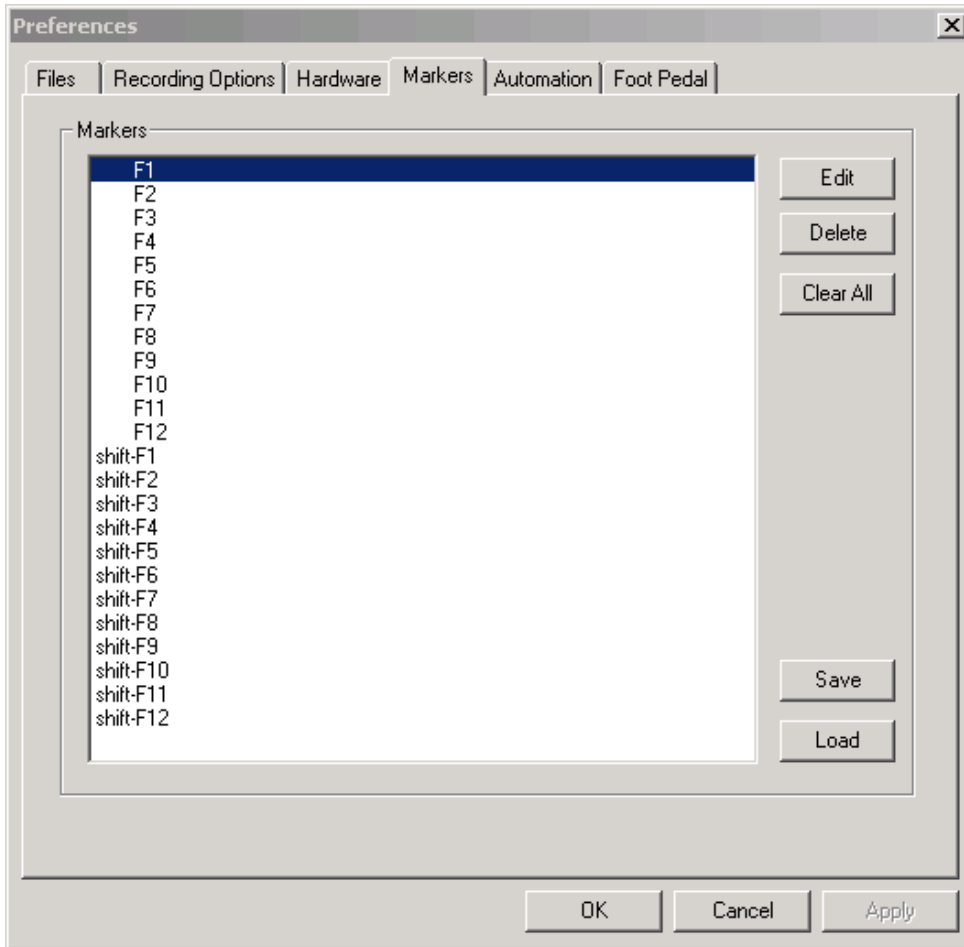 Preferences
Files Recording Options Hardware Markers Automation Foot Pedal
Markers
F1
F2
F3
F4
F5
F6
F7
F8
F9
F10
F11
F12
shift-F1
shift-F2
shift-F3
shift-F4
shift-F5
shift-F6
shift-F7
shift-F8
shift-F9
shift-F10
shift-F11
shift-F12
Edit
Delete
Clear All
Save
Load
OK Cancel Apply